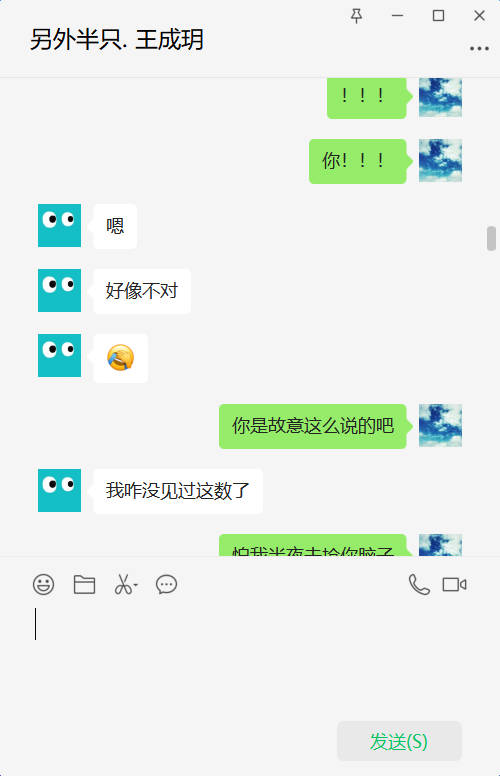 另外半只. 王成玥
！！！
你！！！
嗯
好像不对
你是故意这么说的吧
我咋没见过这数了
怕我半夜去给你脑子
发送(S)